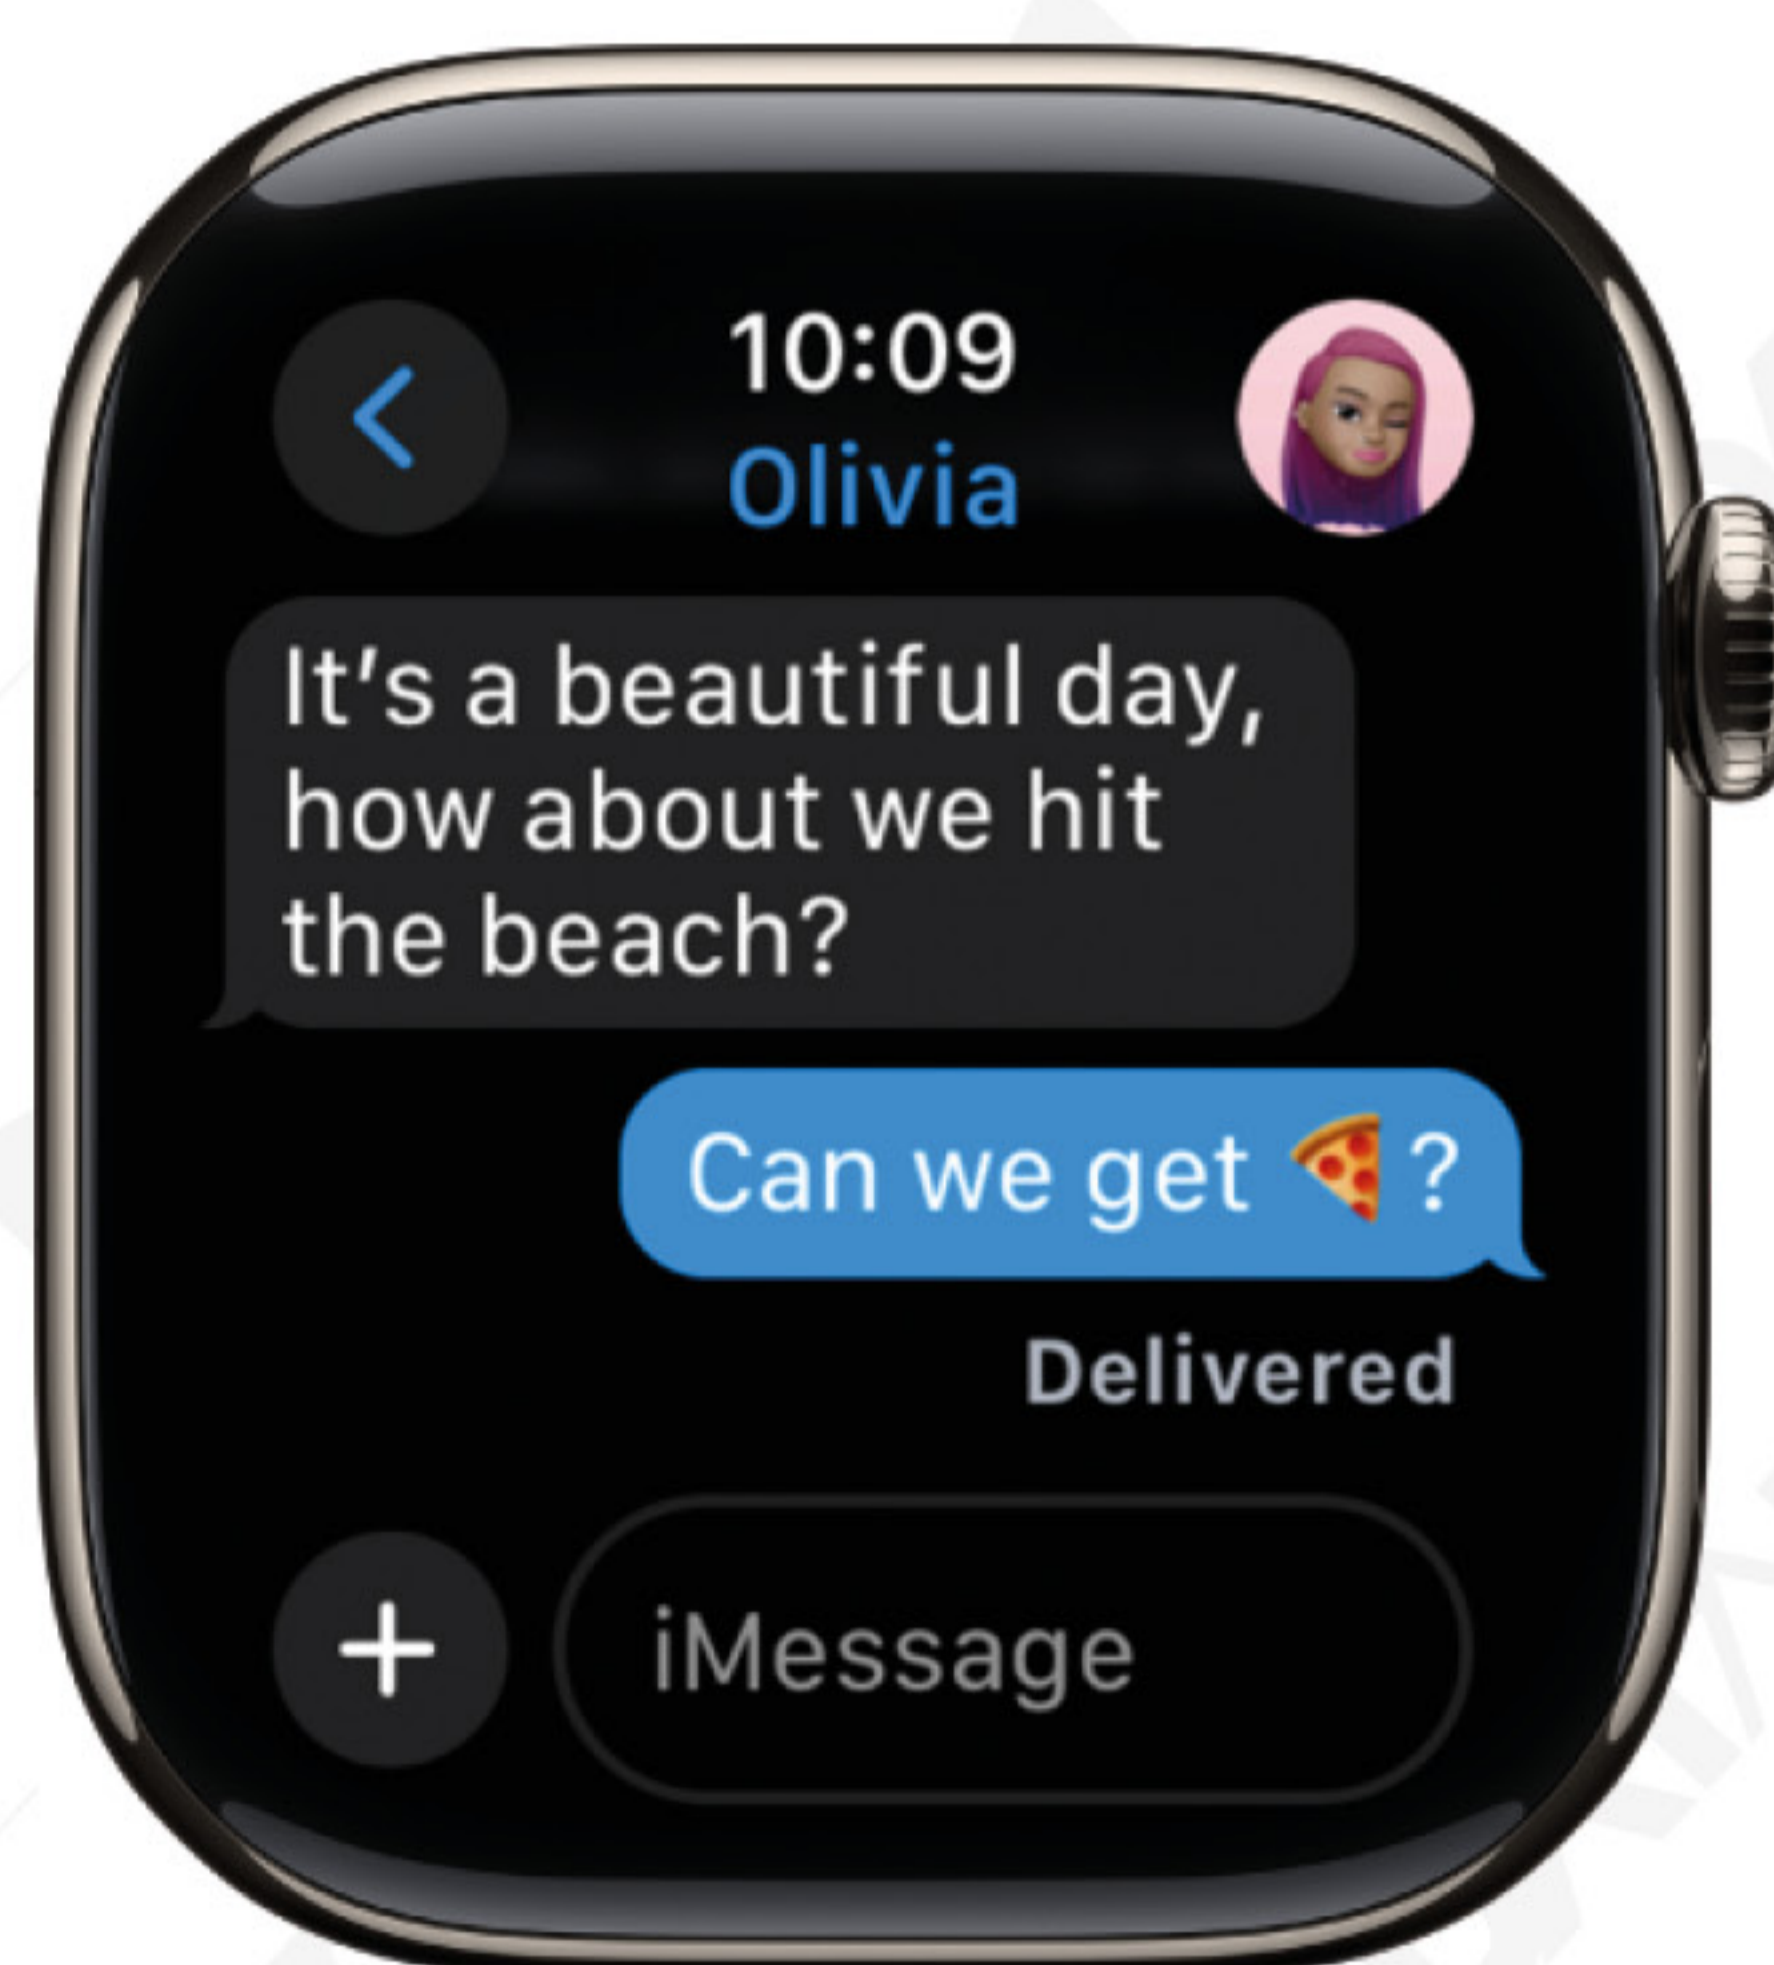 10:09
Olivia
It’s a beautiful day,
how about we hit
the beach?
Can we get 🍕?
Delivered
iMessage